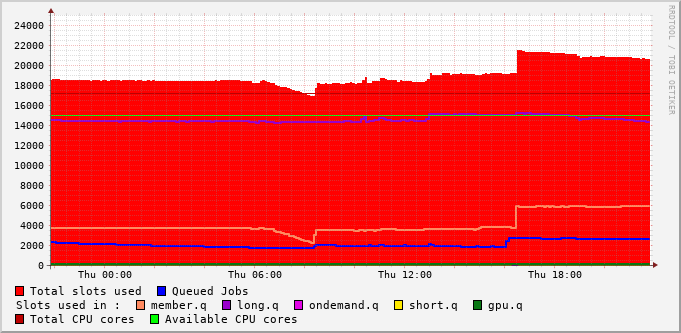 RRDTOOL / TOBI OETIKER
24000
22000
20000
18000
16000
14000
12000
10000
8000
6000
4000
2000
0
Thu 00:00 Thu 06:00 Thu 12:00 Thu 18:00
Total slots used Queued Jobs
Slots used in : member.q long.q ondemand.q short.q gpu.q
Total CPU cores Available CPU cores